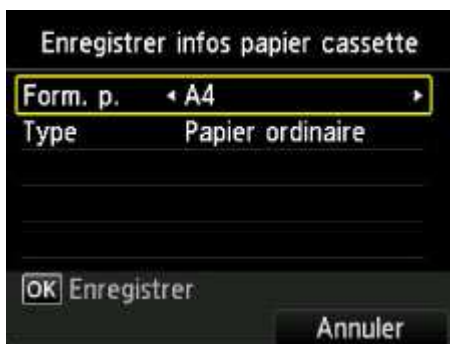 Enregistrer infos papier cassette
Form. p. A4
Type Papier ordinaire
OK Enregistrer
Annuler